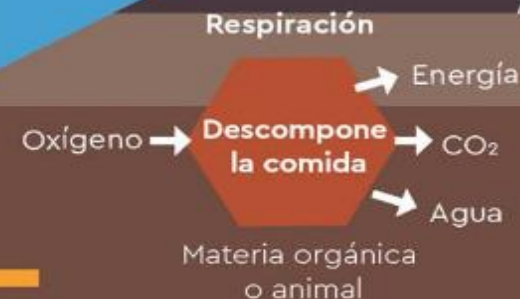 Respiración
Energía
Oxígeno
Descompone
la comida
CO₂
Agua
Materia orgánica
o animal